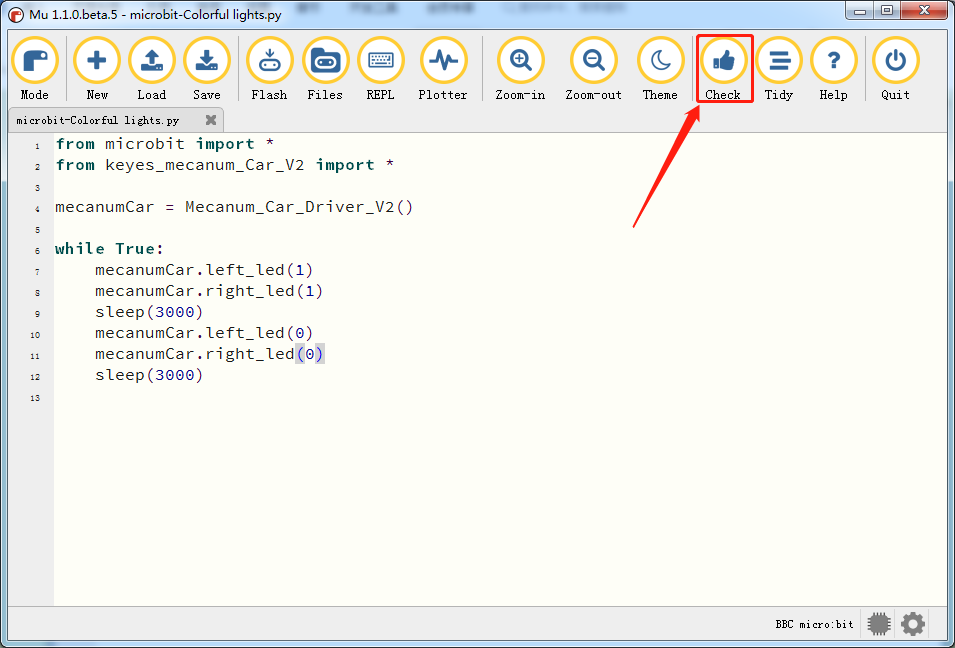 Mu 1.1.0.beta.5 - microbit-Colorful lights.py
Mode New Load Save Flash Files REPL Plotter Zoom-in Zoom-out Theme Check Tidy Help Quit
microbit-Colorful lights.py
1 from microbit import *
2 from keyes_mecanum_Car_V2 import *
3
4 mecanumCar = Mecanum_Car_Driver_V2()
5
6 while True:
7     mecanumCar.left_led(1)
8     mecanumCar.right_led(1)
9     sleep(3000)
10     mecanumCar.left_led(0)
11     mecanumCar.right_led(0)
12     sleep(3000)
13
BBC micro:bit